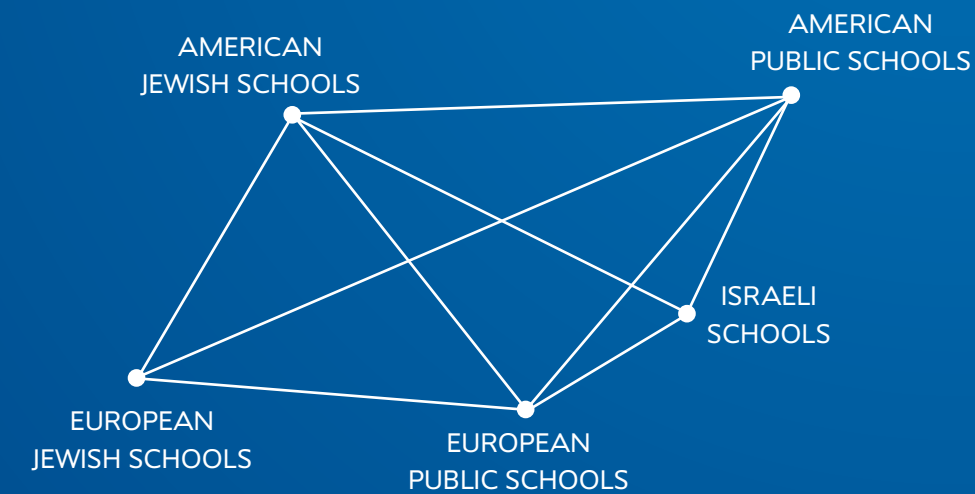 AMERICAN
JEWISH SCHOOLS
AMERICAN
PUBLIC SCHOOLS
ISRAELI
SCHOOLS
EUROPEAN
JEWISH SCHOOLS
EUROPEAN
PUBLIC SCHOOLS